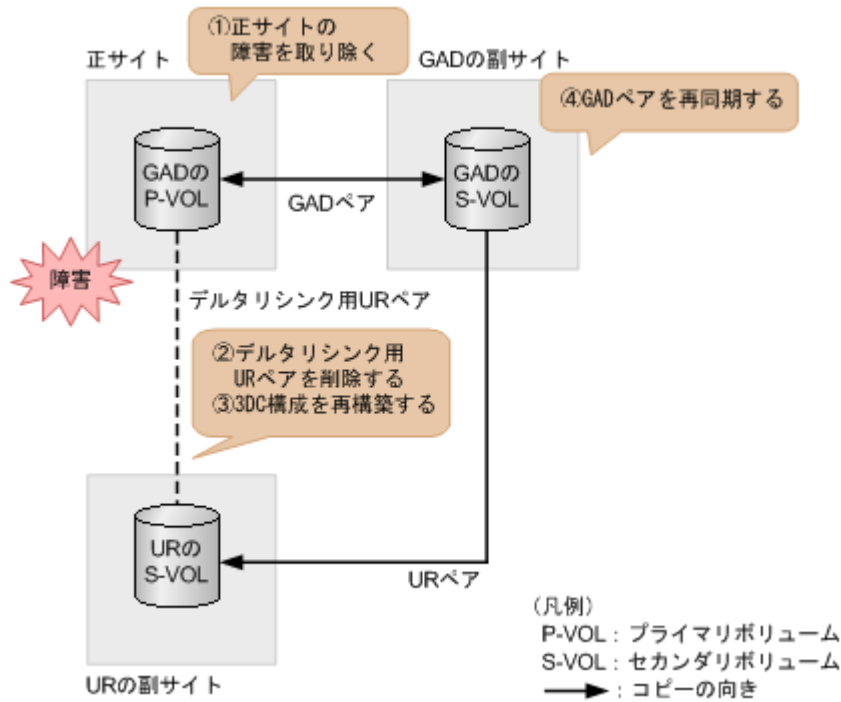 ①正サイトの
障害を取り除く
正サイト
GADの副サイト
④GADペアを再同期する
GADの
P-VOL
GADペア
GADの
S-VOL
障害
デルタリシンク用URペア
②デルタリシンク用
URペアを削除する
③3DC構成を再構築する
URの
S-VOL
URペア
URの副サイト
(凡例)
P-VOL：プライマリボリューム
S-VOL：セカンダリボリューム
：コピーの向き